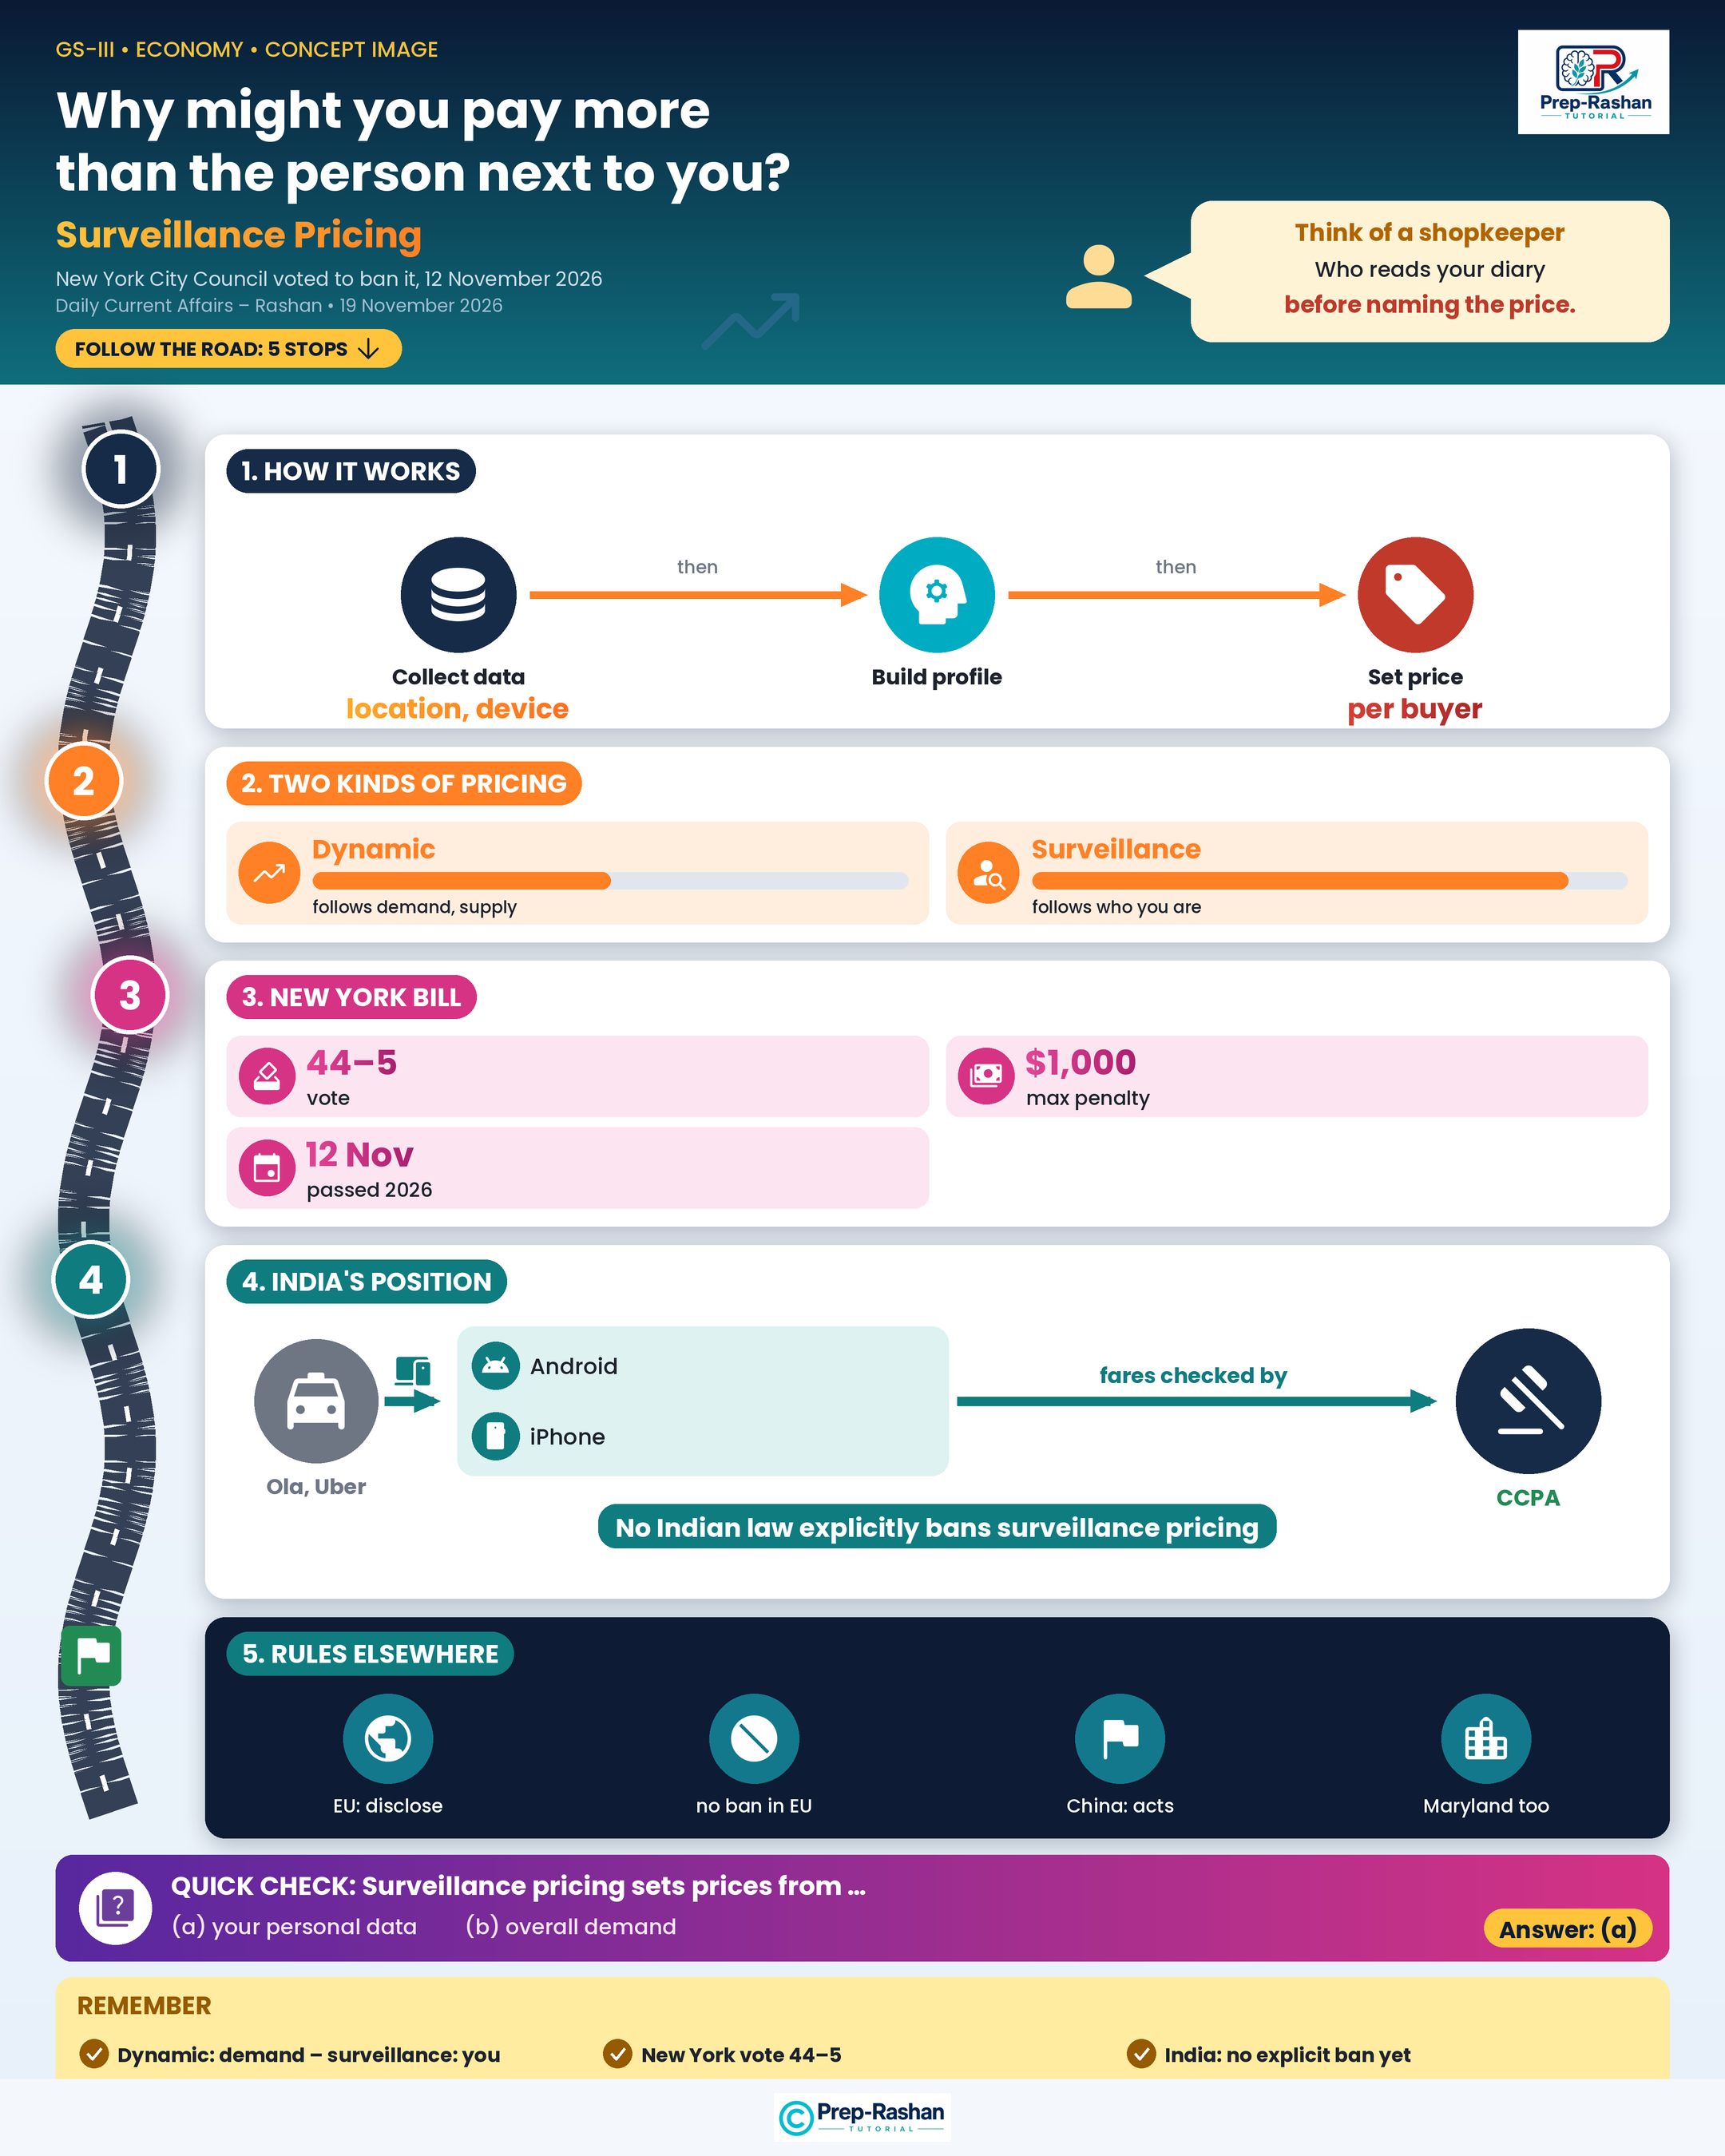 GS-III • ECONOMY • CONCEPT IMAGE
Why might you pay more
than the person next to you?
Surveillance Pricing
New York City Council voted to ban it, 12 November 2026
Daily Current Affairs – Rashan • 19 November 2026
FOLLOW THE ROAD: 5 STOPS
R
Prep-Rashan
TUTORIAL
Think of a shopkeeper
Who reads your diary
before naming the price.
1
1. HOW IT WORKS
then
then
Collect data
location, device
Build profile
Set price
per buyer
2
2. TWO KINDS OF PRICING
Dynamic
follows demand, supply
Surveillance
follows who you are
3
3. NEW YORK BILL
44–5
vote
$1,000
max penalty
12 Nov
passed 2026
4
4. INDIA'S POSITION
Ola, Uber
Android
iPhone
fares checked by
CCPA
No Indian law explicitly bans surveillance pricing
5. RULES ELSEWHERE
EU: disclose
no ban in EU
China: acts
Maryland too
?
QUICK CHECK: Surveillance pricing sets prices from ...
(a) your personal data (b) overall demand
Answer: (a)
REMEMBER
Dynamic: demand – surveillance: you
New York vote 44–5
India: no explicit ban yet
© Prep-Rashan
TUTORIAL